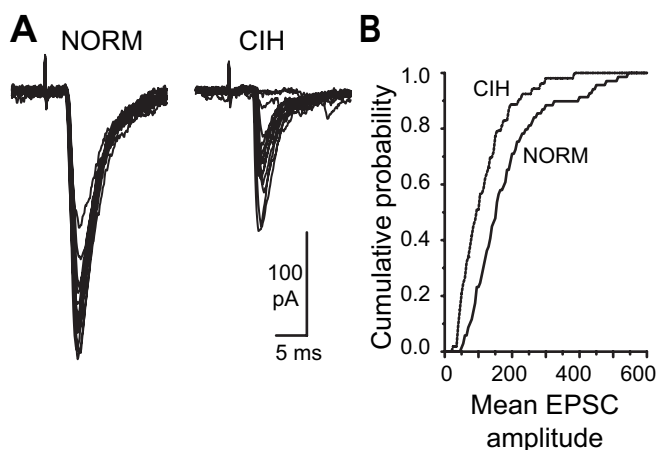 A
NORM
CIH
100
pA
5 ms
B
Cumulative probability
1.0
0.8
0.6
0.4
0.2
0.0
CIH
NORM
0
200
400
600
Mean EPSC
amplitude